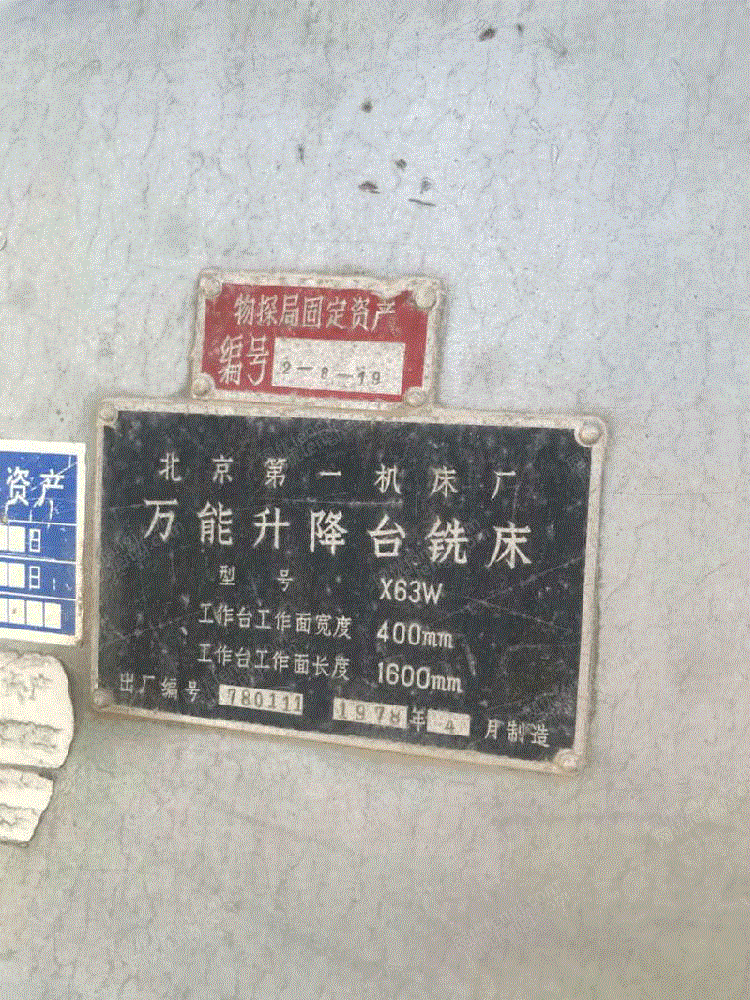 物探局固定资产
编号 9-8-19
北京第一机床厂
万能升降台铣床
型号 X63W
工作台工作面宽度 400mm
工作台工作面长度 1600mm
出厂编号 780111 1978年4月制造
资产
日
日